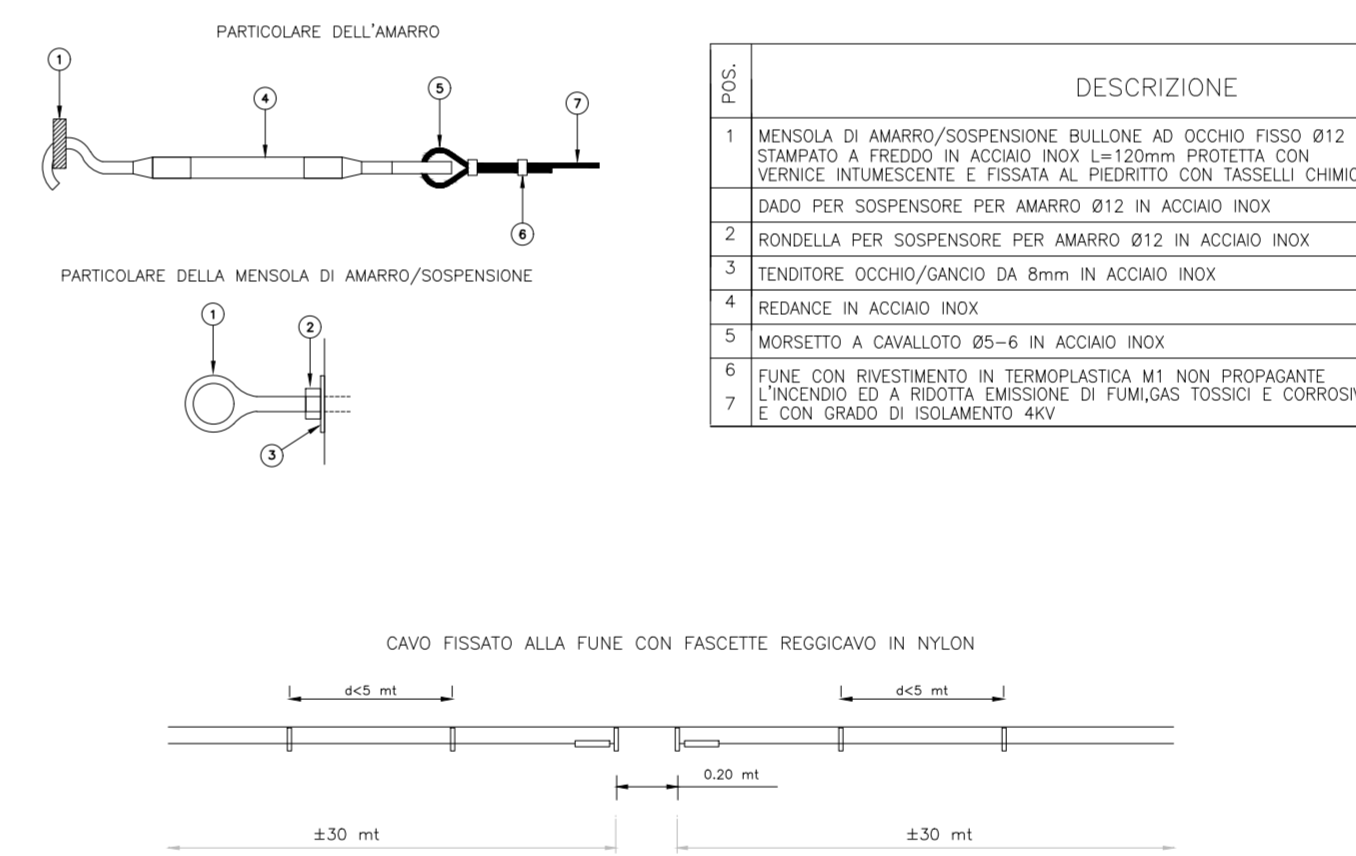 PARTICOLARE DELL'AMARRO
1
4
5
7
6
PARTICOLARE DELLA MENSOLA DI AMARRO/SOSPENSIONE
1
2
3
POS.
DESCRIZIONE
1
MENSOLA DI AMARRO/SOSPENSIONE BULLONE AD OCCHIO FISSO Ø12
STAMPATO A FREDDO IN ACCIAIO INOX L=120mm PROTETTA CON
VERNICE INTUMESCENTE E FISSATA AL PIEDRITTO CON TASSELLI CHIMIC
DADO PER SOSPENSORE PER AMARRO Ø12 IN ACCIAIO INOX
2
RONDELLA PER SOSPENSORE PER AMARRO Ø12 IN ACCIAIO INOX
3
TENDITORE OCCHIO/GANCIO DA 8mm IN ACCIAIO INOX
4
REDANCE IN ACCIAIO INOX
5
MORSETTO A CAVALLOTO Ø5-6 IN ACCIAIO INOX
6
FUNE CON RIVESTIMENTO IN TERMOPLASTICA M1 NON PROPAGANTE
7
L'INCENDIO ED A RIDOTTA EMISSIONE DI FUMI,GAS TOSSICI E CORROSIV
E CON GRADO DI ISOLAMENTO 4KV
CAVO FISSATO ALLA FUNE CON FASCETTE REGGICAVO IN NYLON
d<5 mt
d<5 mt
0.20 mt
±30 mt
±30 mt